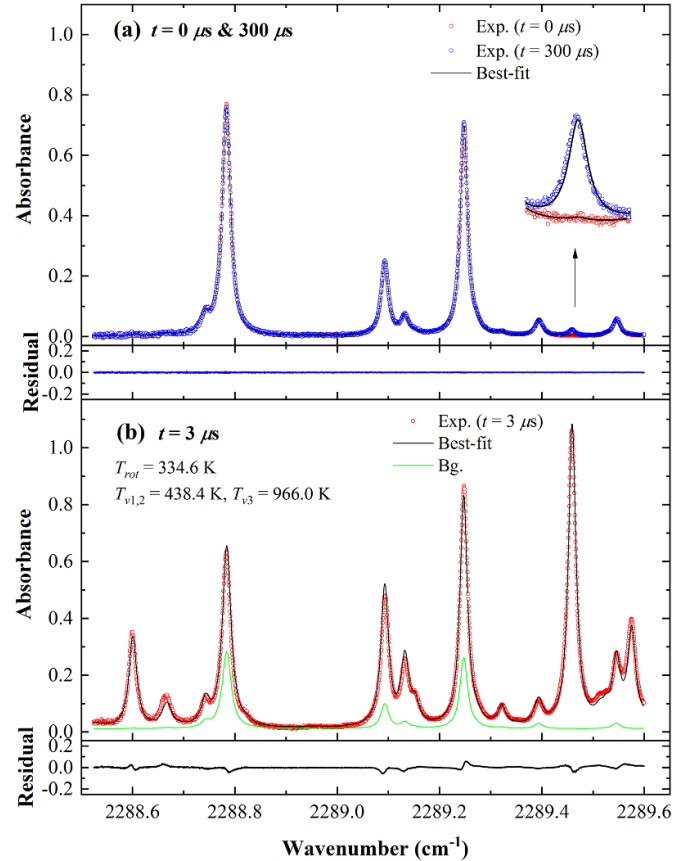 (a) t = 0 μs & 300 μs
Exp. (t = 0 μs)
Exp. (t = 300 μs)
Best-fit
1.0
0.8
0.6
0.4
0.2
0.0
Absorbance
0.2
0.0
-0.2
Residual
(b) t = 3 μs
T_rot = 334.6 K
T_v1,2 = 438.4 K, T_v3 = 966.0 K
Exp. (t = 3 μs)
Best-fit
Bg.
1.0
0.8
0.6
0.4
0.2
0.0
Absorbance
0.2
0.0
-0.2
Residual
2288.6 2288.8 2289.0 2289.2 2289.4 2289.6
Wavenumber (cm⁻¹)